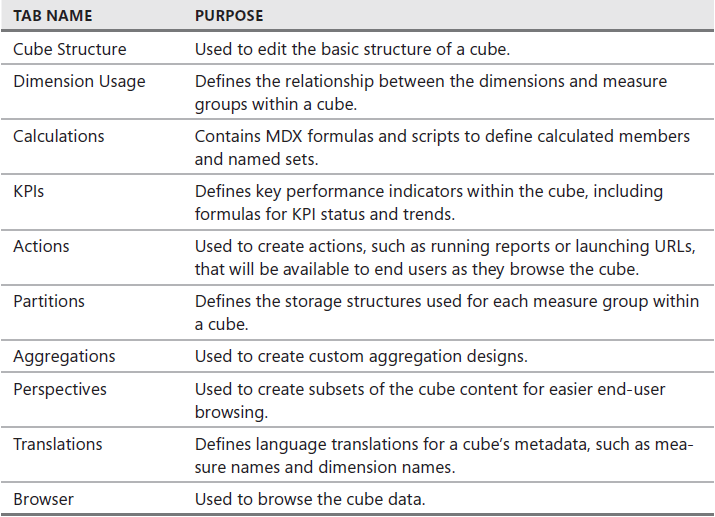 TAB NAME PURPOSE
Cube Structure Used to edit the basic structure of a cube.
Dimension Usage Defines the relationship between the dimensions and measure
groups within a cube.
Calculations Contains MDX formulas and scripts to define calculated members
and named sets.
KPIs Defines key performance indicators within the cube, including
formulas for KPI status and trends.
Actions Used to create actions, such as running reports or launching URLs,
that will be available to end users as they browse the cube.
Partitions Defines the storage structures used for each measure group within
a cube.
Aggregations Used to create custom aggregation designs.
Perspectives Used to create subsets of the cube content for easier end-user
browsing.
Translations Defines language translations for a cube’s metadata, such as mea-
sure names and dimension names.
Browser Used to browse the cube data.